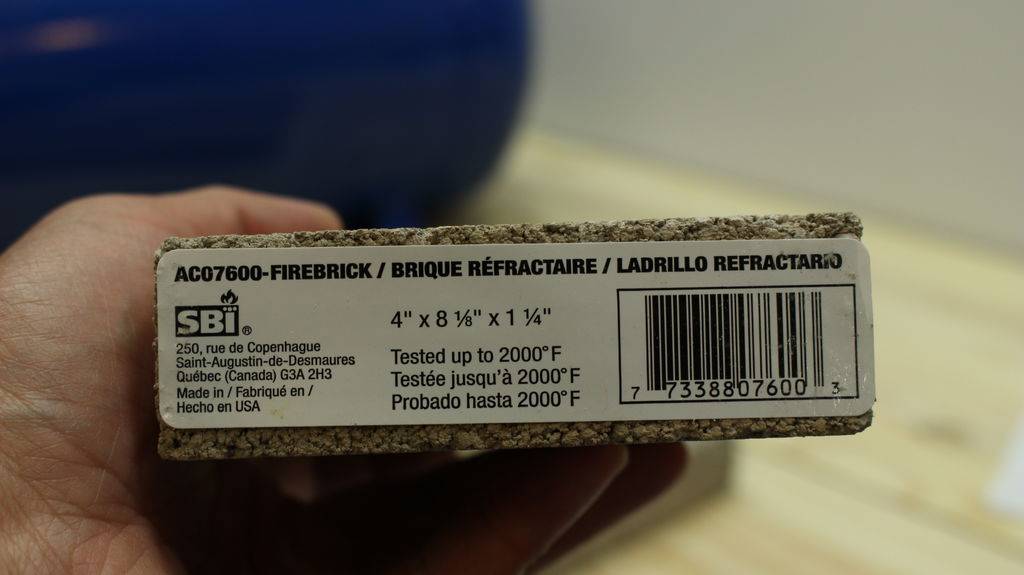 AC07600-FIREBRICK / BRIQUE RÉFRACTAIRE / LADRILLO REFRACTARIO
SBi®
250, rue de Copenhague
Saint-Augustin-de-Desmaures
Québec (Canada) G3A 2H3
Made in / Fabriqué en /
Hecho en USA
4" x 8 ⅛" x 1 ¼"
Tested up to 2000°F
Testée jusqu'à 2000°F
Probado hasta 2000°F
7 7338807600 3